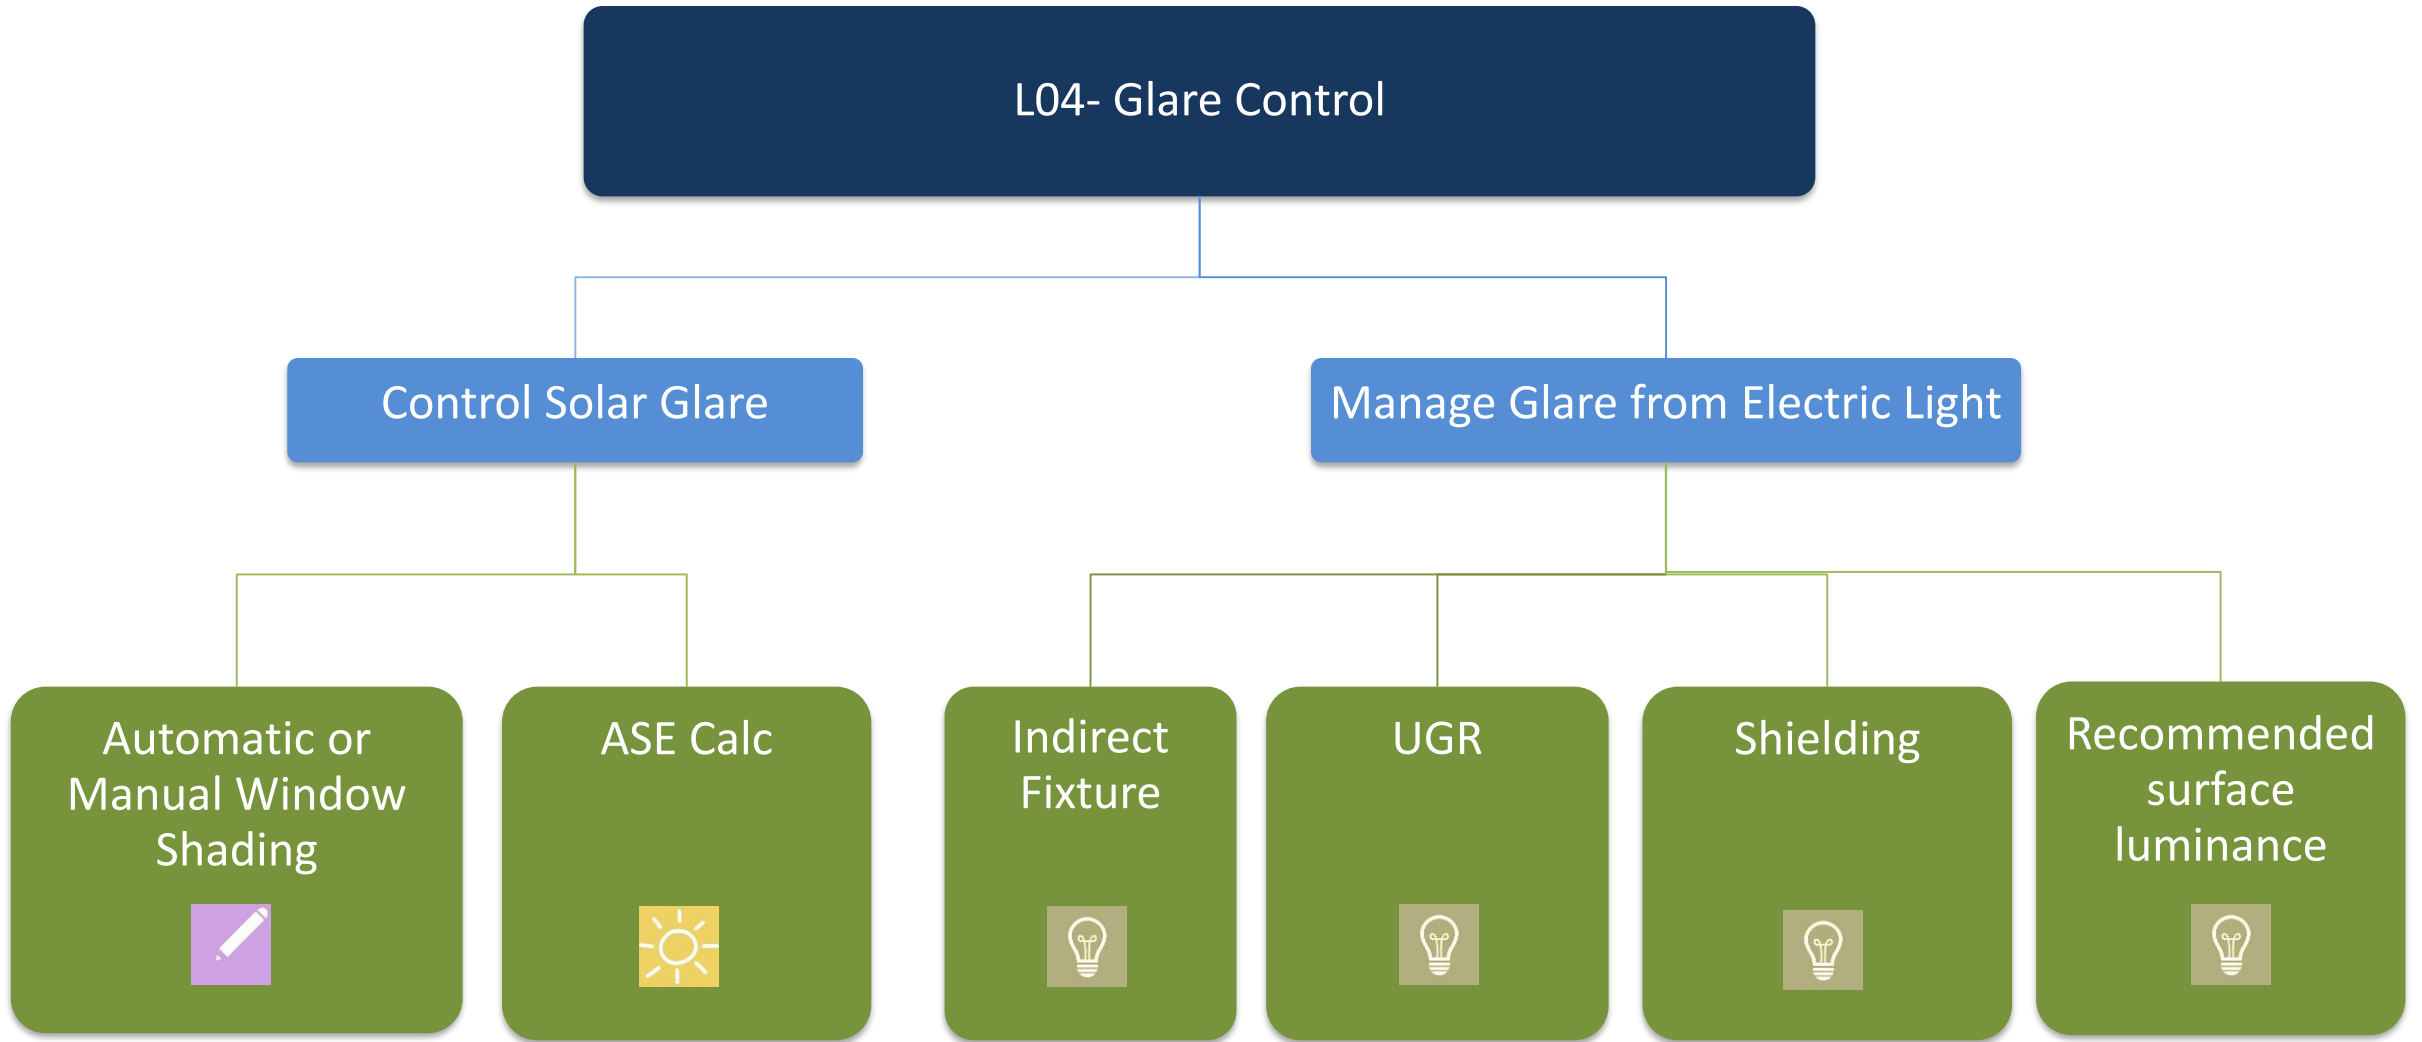 L04- Glare Control
Control Solar Glare
Manage Glare from Electric Light
Automatic or
Manual Window
Shading
ASE Calc
Indirect
Fixture
UGR
Shielding
Recommended
surface
luminance